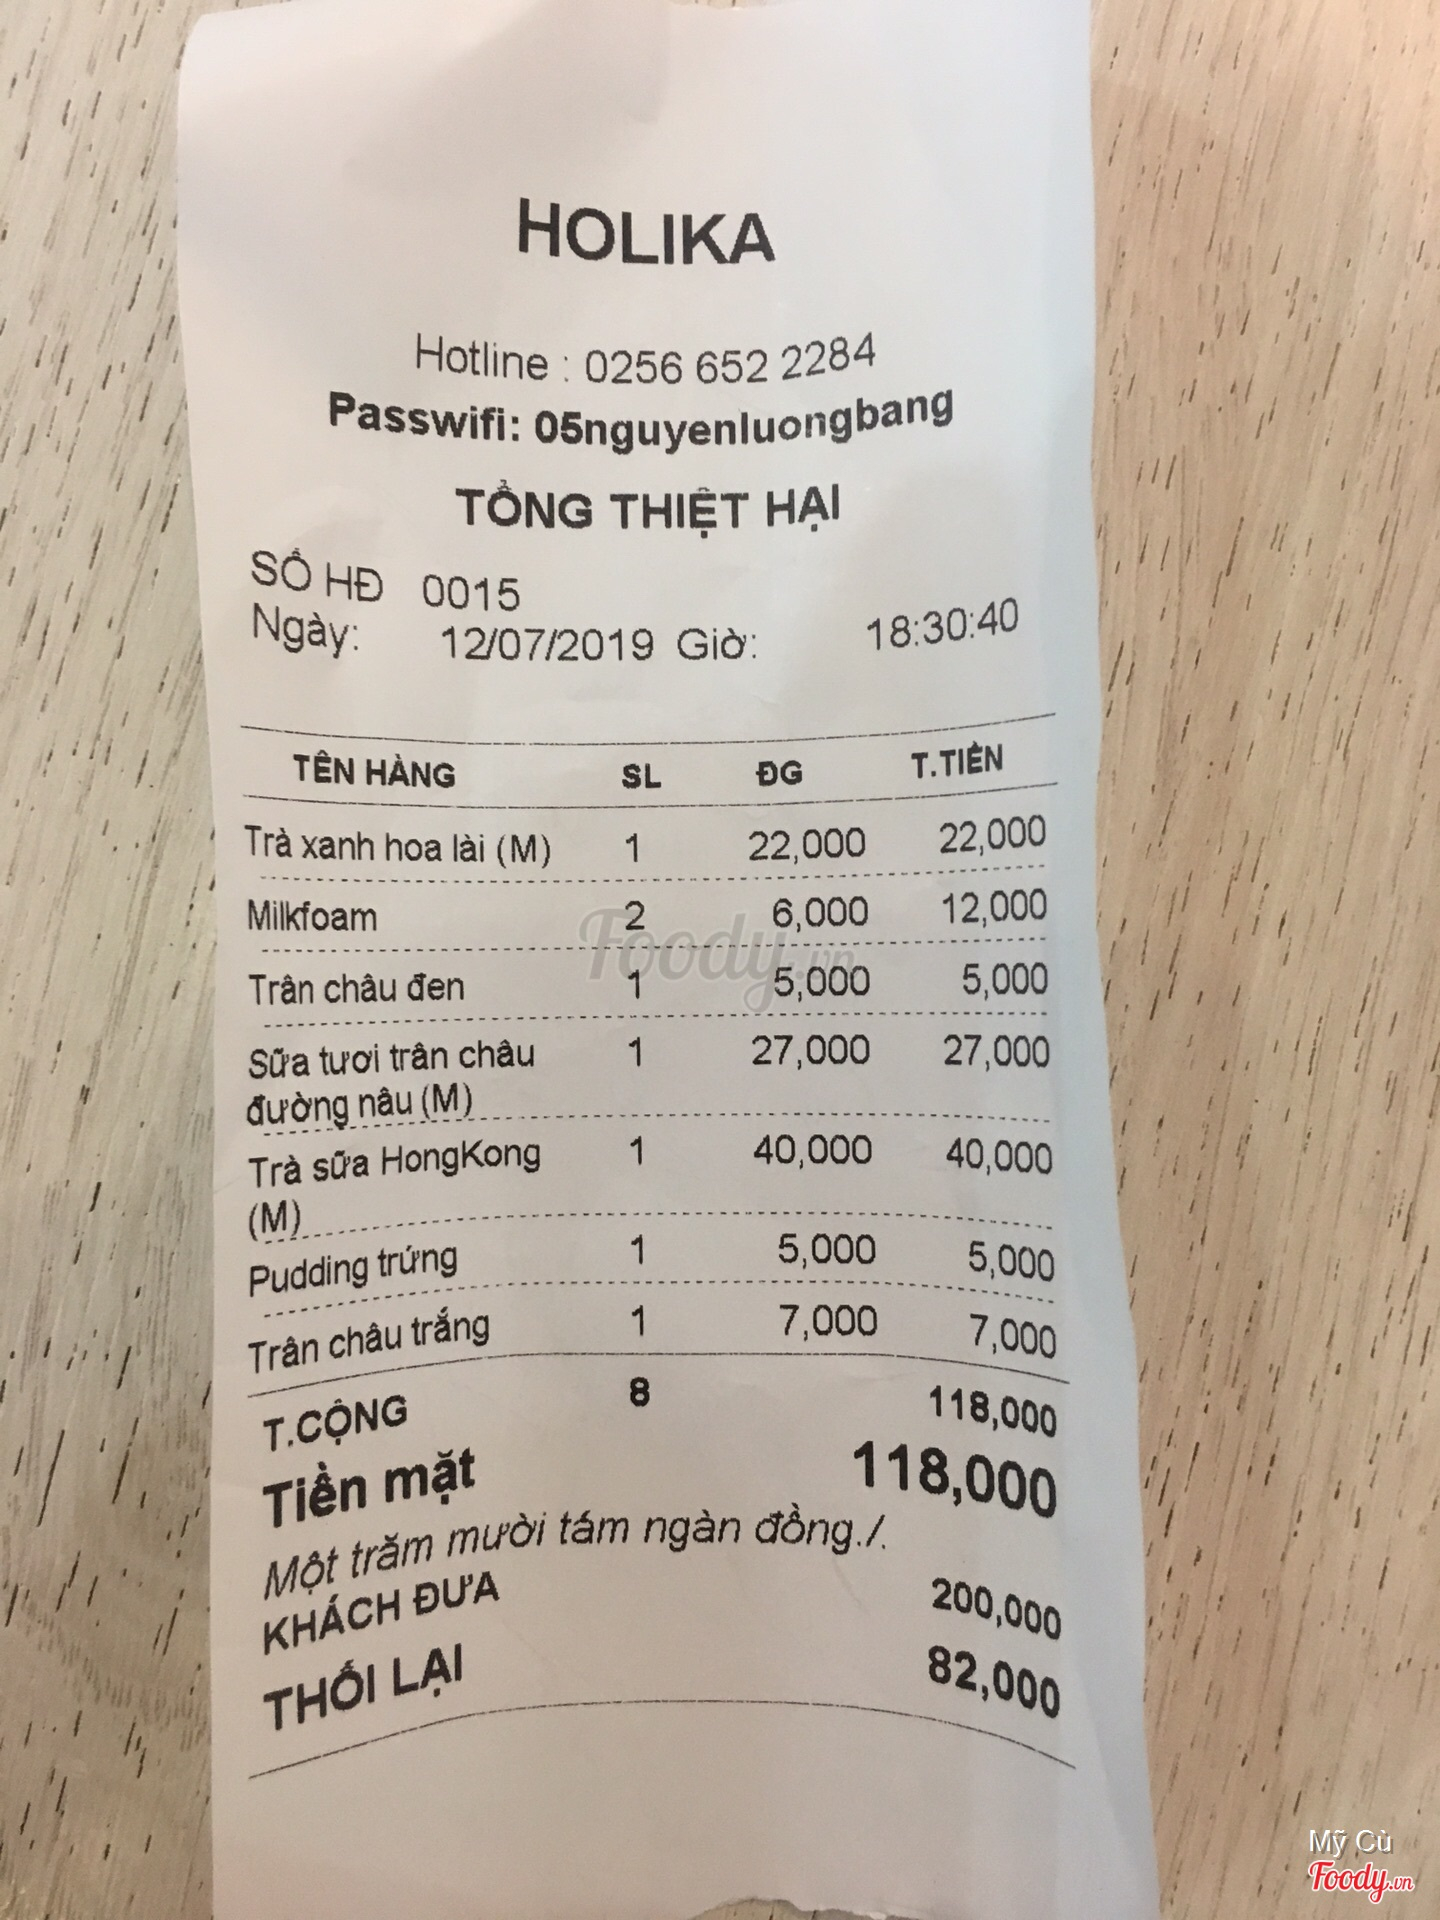 HOLIKA
Hotline : 0256 652 2284
Passwifi: 05nguyenluongbang
TỔNG THIỆT HẠI
SỐ HĐ 0015
Ngày: 12/07/2019 Giờ: 18:30:40
TÊN HÀNG SL ĐG T.TIỀN
Trà xanh hoa lài (M) 1 22,000 22,000
Milkfoam 2 6,000 12,000
Trân châu đen 1 5,000 5,000
Sữa tươi trân châu 1 27,000 27,000
đường nâu (M)
Trà sữa HongKong 1 40,000 40,000
(M)
Pudding trứng 1 5,000 5,000
Trân châu trắng 1 7,000 7,000
T.CỘNG 8 118,000
Tiền mặt 118,000
Một trăm mười tám ngàn đồng./.
KHÁCH ĐƯA 200,000
THỐI LẠI 82,000
Foody.vn
Mỹ Cù
Foody.vn